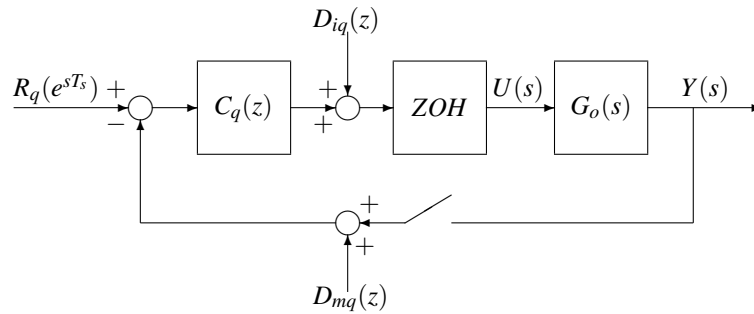 D_{iq}(z)
R_q(e^{sT_s}) + C_q(z) + ZOH U(s) G_o(s) Y(s)
− +
+
+
D_{mq}(z)